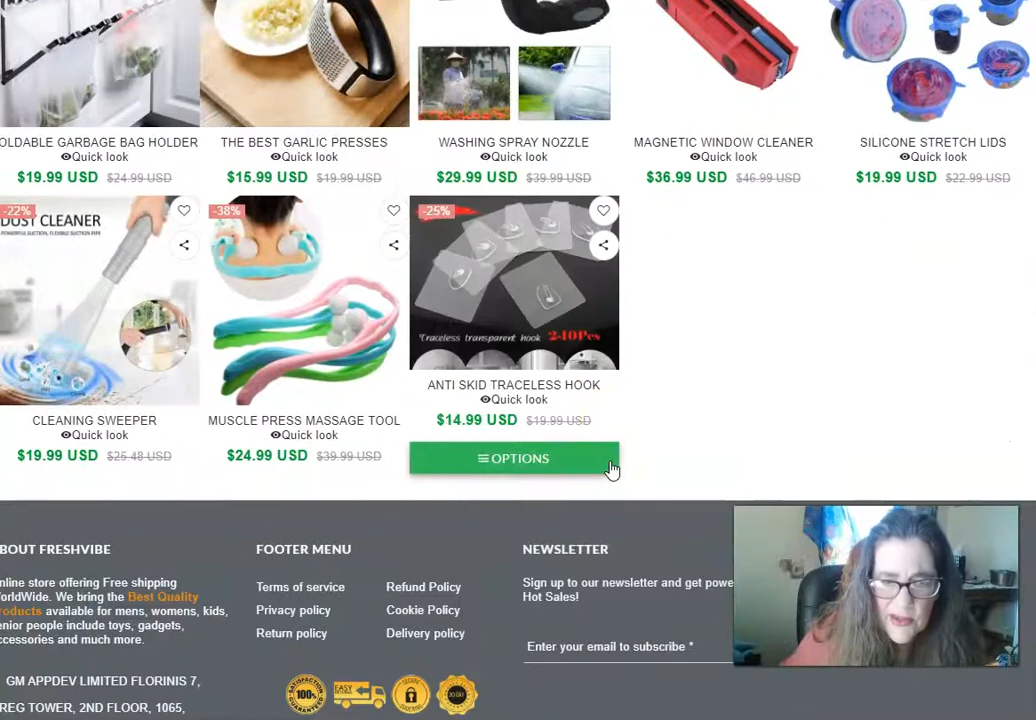 OLDABLE GARBAGE BAG HOLDER
Quick look
$19.99 USD $24.99 USD
THE BEST GARLIC PRESSES
Quick look
$15.99 USD $19.99 USD
WASHING SPRAY NOZZLE
Quick look
$29.99 USD $39.99 USD
MAGNETIC WINDOW CLEANER
Quick look
$36.99 USD $46.99 USD
SILICONE STRETCH LIDS
Quick look
$19.99 USD $22.99 USD
-22%
DUST CLEANER
POWERFUL SUCTION, FLEXIBLE SUCTION PIPE
CLEANING SWEEPER
Quick look
$19.99 USD $25.48 USD
-38%
MUSCLE PRESS MASSAGE TOOL
Quick look
$24.99 USD $39.99 USD
-25%
Traceless transparent hook 2-10Pcs
ANTI SKID TRACELESS HOOK
Quick look
$14.99 USD $19.99 USD
OPTIONS
BOUT FRESHVIBE
nline store offering Free shipping
VorldWide. We bring the Best Quality
roducts available for mens, womens, kids,
enior people include toys, gadgets,
ccessories and much more.
GM APPDEV LIMITED FLORINIS 7,
REG TOWER, 2ND FLOOR, 1065,
FOOTER MENU
Terms of service
Refund Policy
Privacy policy
Cookie Policy
Return policy
Delivery policy
100%
EASY
NEWSLETTER
Sign up to our newsletter and get powe
Hot Sales!
Enter your email to subscribe *